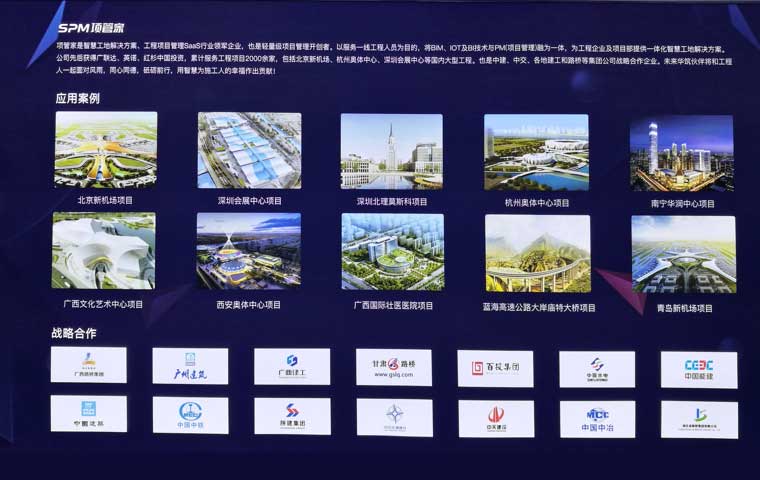 SPM项管家
项管家是智慧工地解决方案、工程项目管理SaaS行业领军企业，也是轻量级项目管理开创者。以服务一线工程人员为目的，将BIM、IOT及BI技术与PM(项目管理)融为一体，为工程企业及项目部提供一体化智慧工地解决方案。
公司先后获得广联达、英诺、红杉中国投资，累计服务工程项目2000余家，包括北京新机场、杭州奥体中心、深圳会展中心等国内大型工程。也是中建、中交、各地建工和路桥等集团公司战略合作企业。未来华筑伙伴将和工程
人一起面对风雨，同心同德，砥砺前行，用智慧为施工人的幸福作出贡献！
应用案例
北京新机场项目 深圳会展中心项目 深圳北理莫斯科项目 杭州奥体中心项目 南宁华润中心项目
广西文化艺术中心项目 西安奥体中心项目 广西国际壮医医院项目 蓝海高速公路大岸庙特大桥项目 青岛新机场项目
战略合作
广西路桥集团 广州建筑 广西建工 甘肃路桥 百投集团 中国水电 CEEC
www.gslq.com SINOHYDRO 中国能建
中国建筑 中国中铁 陕建集团 中天建设 MCC
中国中冶